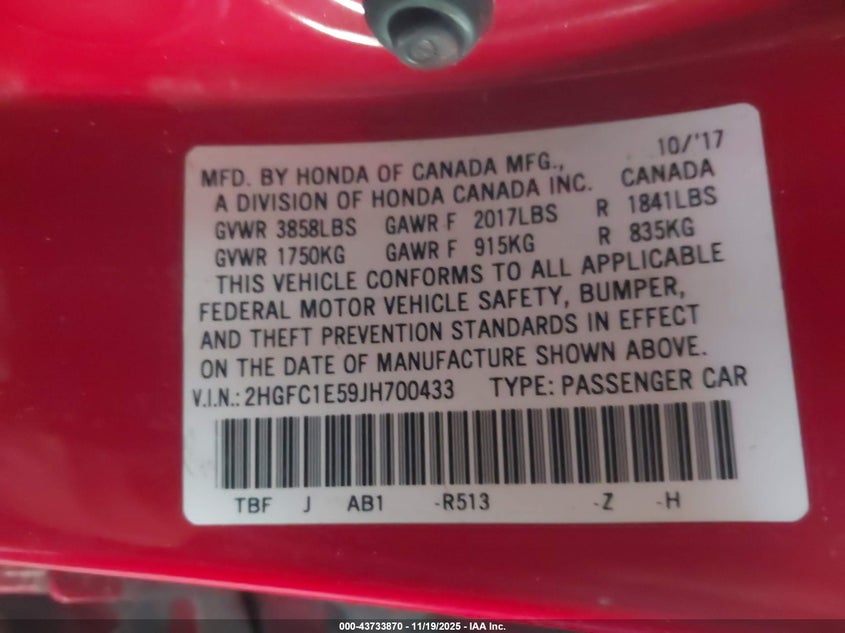 10/'17
MFD. BY HONDA OF CANADA MFG., CANADA
A DIVISION OF HONDA CANADA INC.
GVWR 3858LBS GAWR F 2017LBS R 1841LBS
GVWR 1750KG GAWR F 915KG R 835KG
THIS VEHICLE CONFORMS TO ALL APPLICABLE
FEDERAL MOTOR VEHICLE SAFETY, BUMPER,
AND THEFT PREVENTION STANDARDS IN EFFECT
ON THE DATE OF MANUFACTURE SHOWN ABOVE.
V.I.N.: 2HGFC1E59JH700433 TYPE: PASSENGER CAR
TBF J AB1 -R513 -Z -H
000-43733870 - 11/19/2025 - IAA Inc.